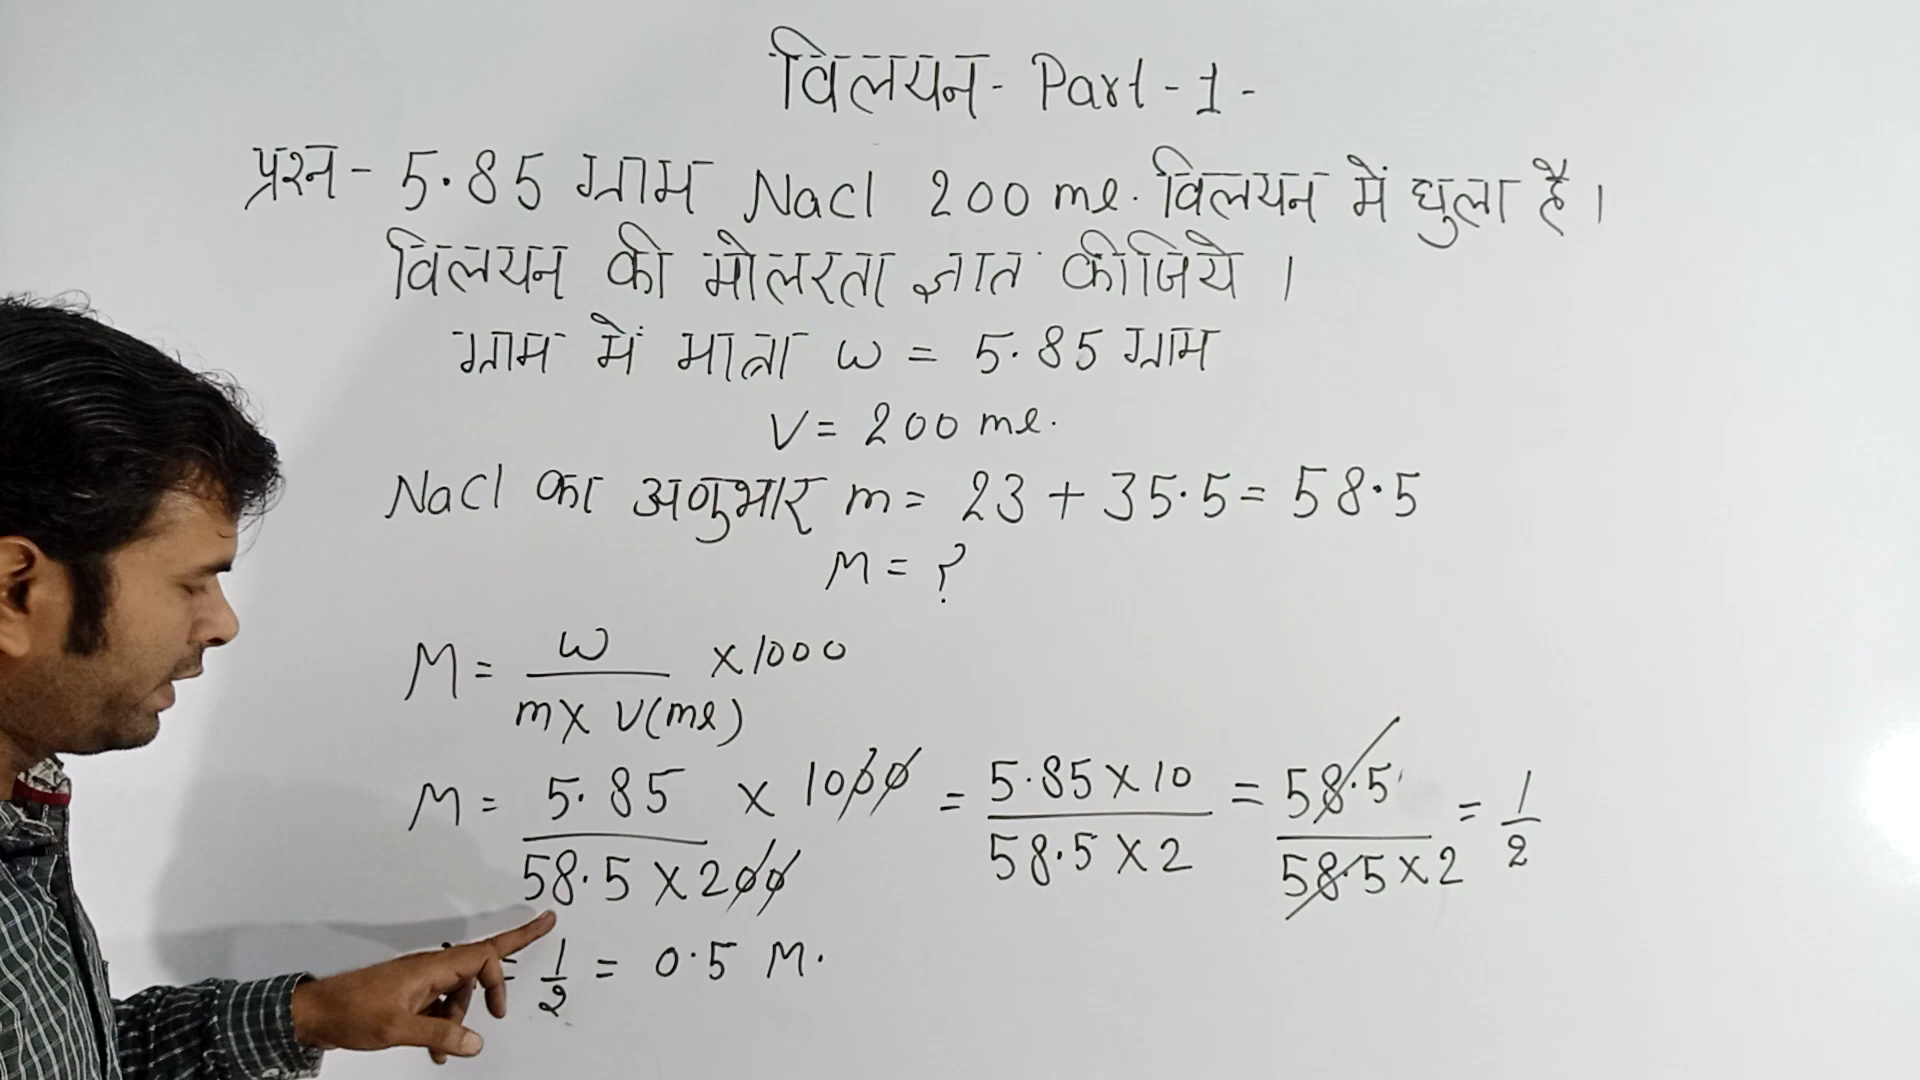 विलयन - Part - 1 -
प्रश्न - 5.85 ग्राम NaCl 200 ml. विलयन में घुला है।
विलयन की मोलरता ज्ञात कीजिये ।
ग्राम में मात्रा w = 5.85 ग्राम
V = 200 ml.
NaCl का अणुभार m = 23 + 35.5 = 58.5
M = ?
M = w / m x V(ml) x 1000
M = 5.85 / 58.5 x 200 x 1000 = 5.85 x 10 / 58.5 x 2 = 58.5 / 58.5 x 2 = 1/2
= 1/2 = 0.5 M.